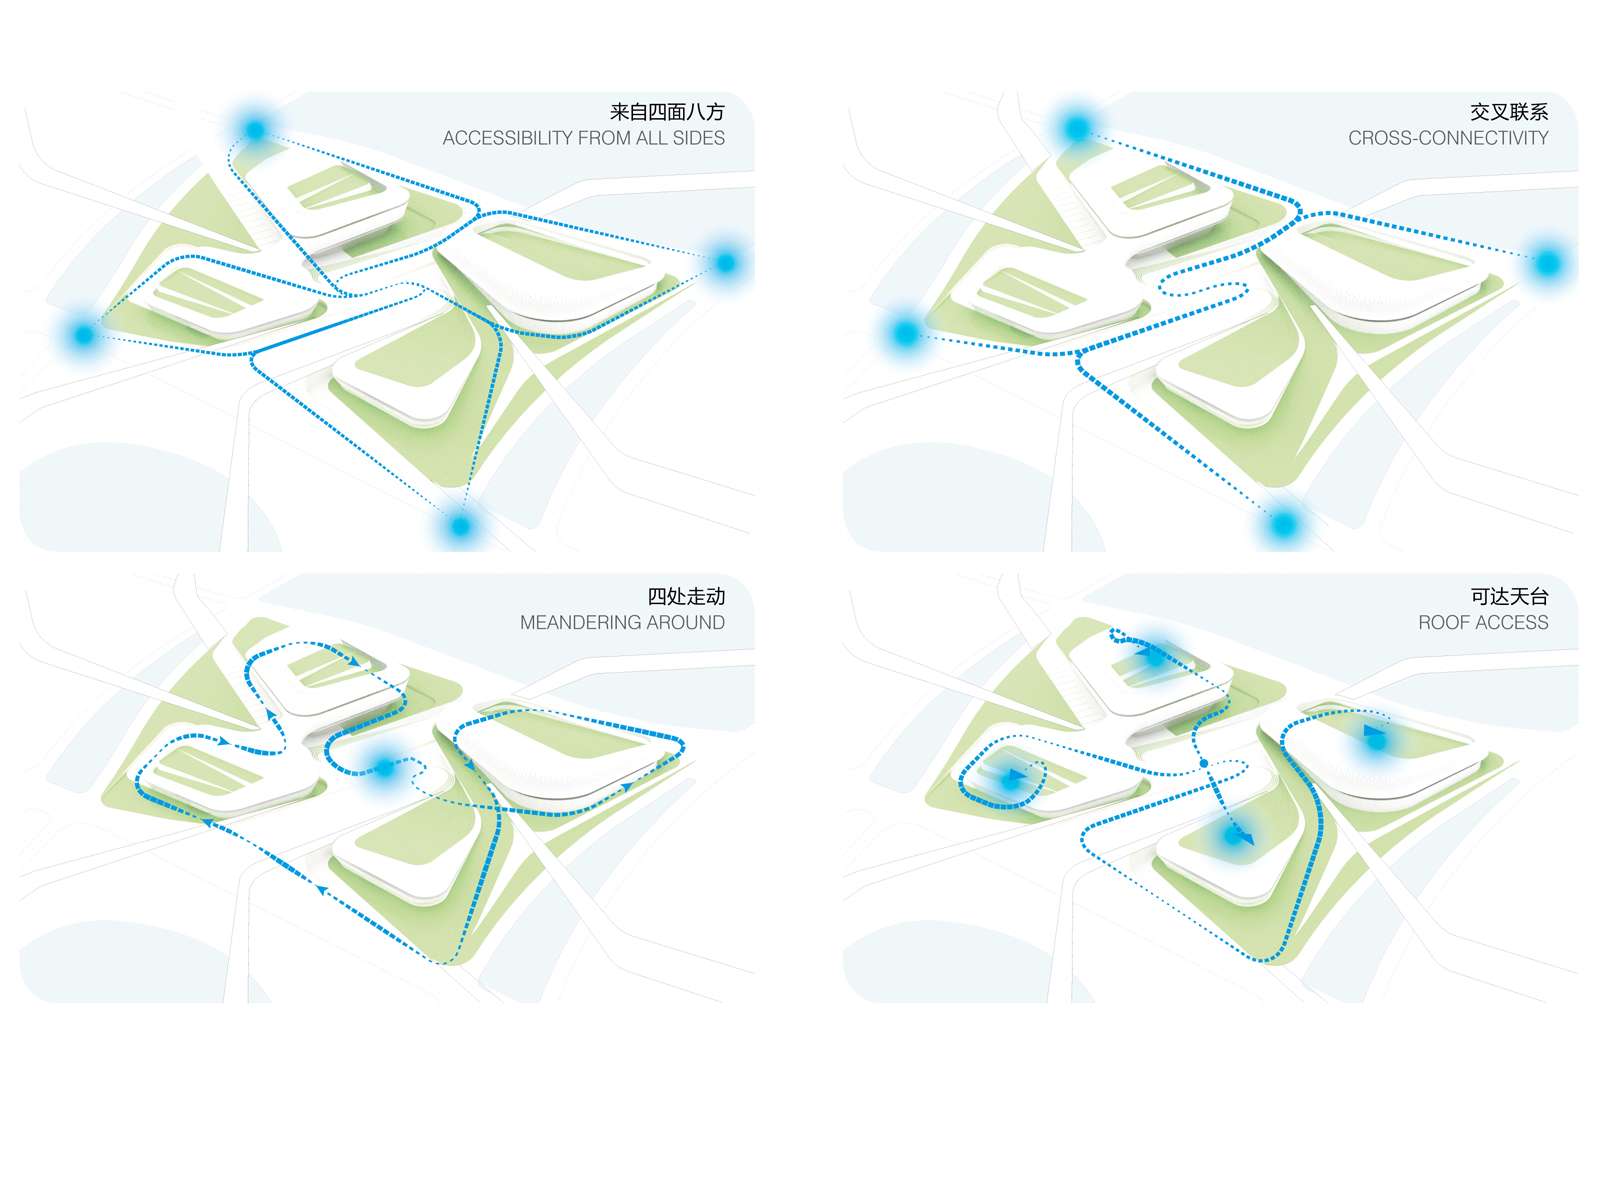 来自四面八方
ACCESSIBILITY FROM ALL SIDES
交叉联系
CROSS-CONNECTIVITY
四处走动
MEANDERING AROUND
可达天台
ROOF ACCESS